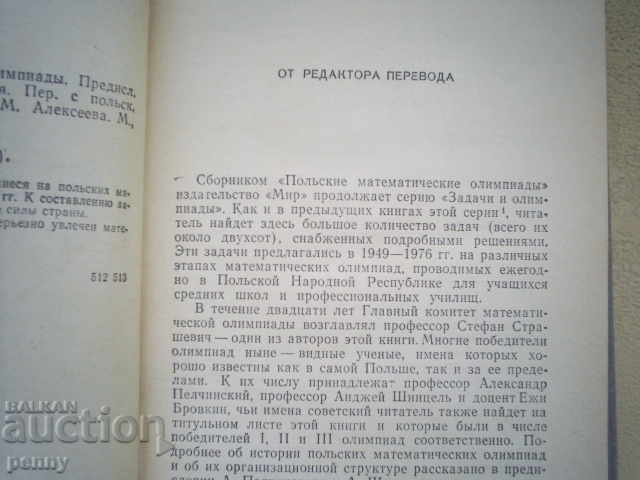 импиады. Предисл.
я. Пер. с польск.
М. Алексеева. М.,
иеся на польских ма-
гг. К составлению за-
силы страны.
ерьезно увлечен мате-
512 513
ОТ РЕДАКТОРА ПЕРЕВОДА
Сборником «Польские математические олимпиады»
издательство «Мир» продолжает серию «Задачи и олим-
пиады». Как и в предыдущих книгах этой серии¹, чита-
тель найдет здесь большое количество задач (всего их
около двухсот), снабженных подробными решениями.
Эти задачи предлагались в 1949—1976 гг. на различных
этапах математических олимпиад, проводимых ежегод-
но в Польской Народной Республике для учащихся
средних школ и профессиональных училищ.
В течение двадцати лет Главный комитет математи-
ческой олимпиады возглавлял профессор Стефан Стра-
шевич — один из авторов этой книги. Многие победители
олимпиад ныне — видные ученые, имена которых хоро-
шо известны как в самой Польше, так и за ее преде-
лами. К их числу принадлежат профессор Александр
Пелчинский, профессор Анджей Шинцель и доцент Ежи
Бровкин, чьи имена советский читатель также найдет на
титульном листе этой книги и которые были в числе
победителей I, II и III олимпиад соответственно. По-
дробнее об истории польских математических олимпиад
и об их организационной структуре рассказано в преди-
BALKAN
auction
penny